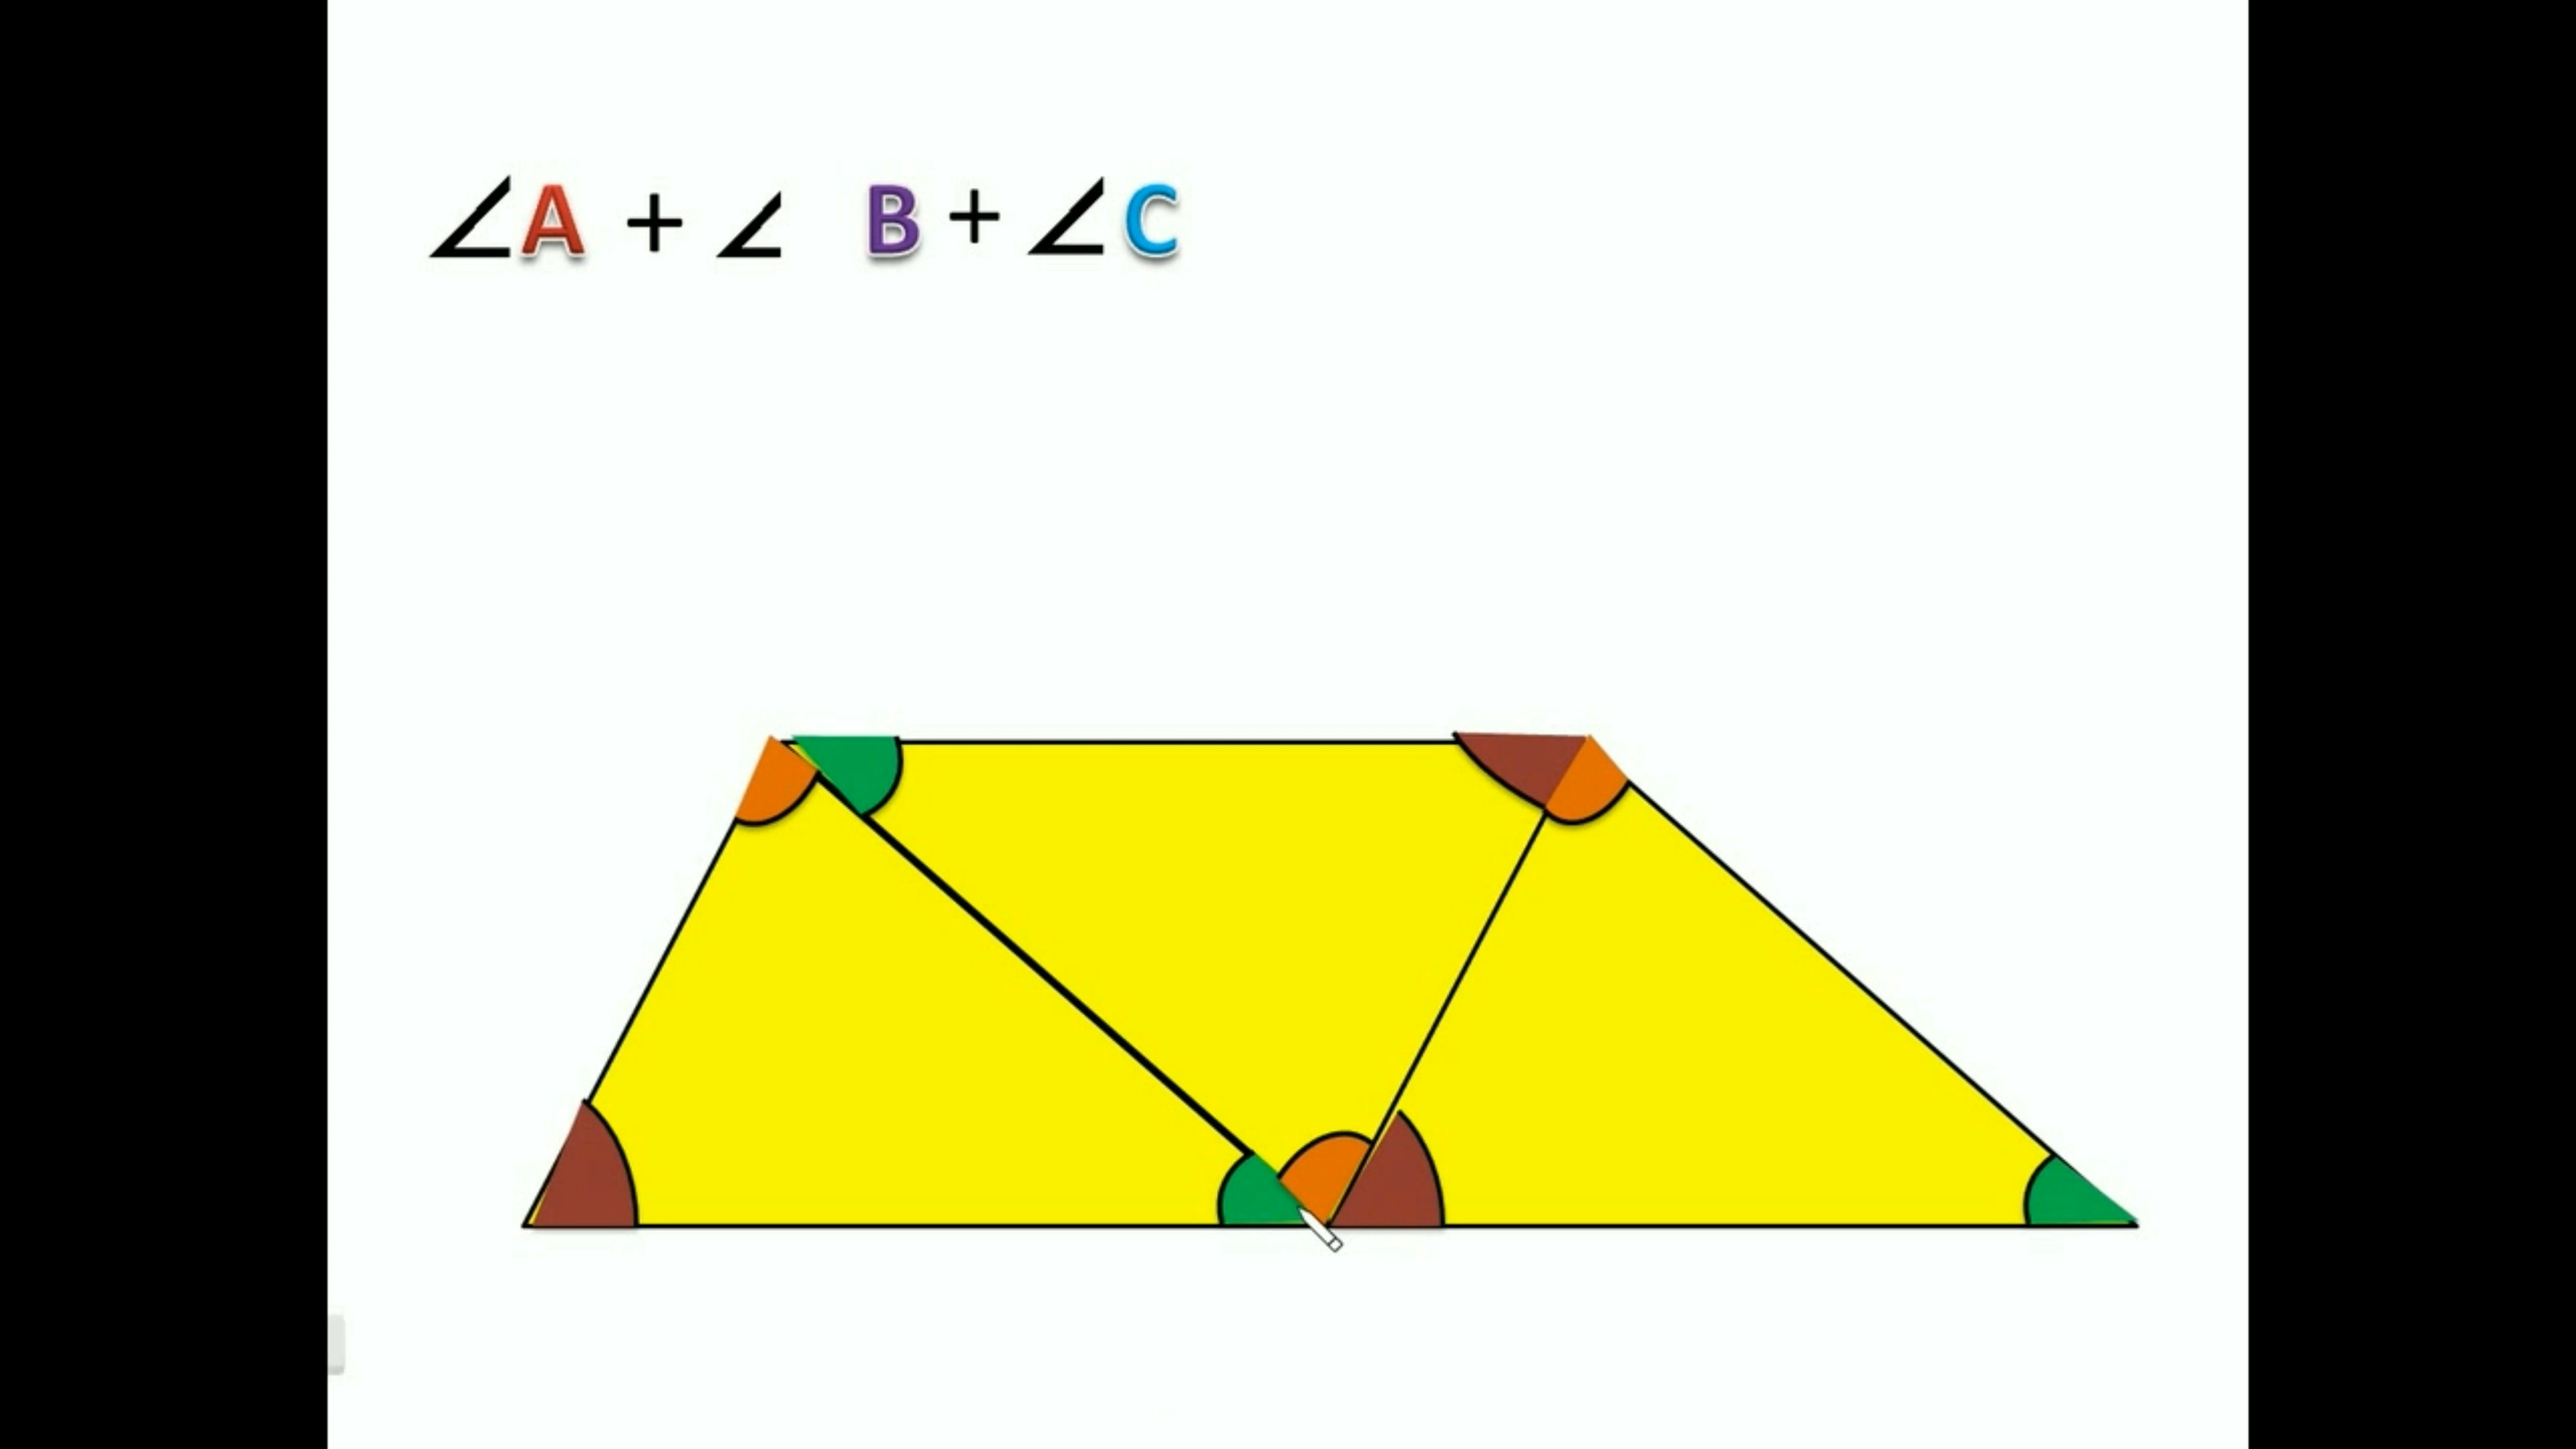 ∠A + ∠ B + ∠C